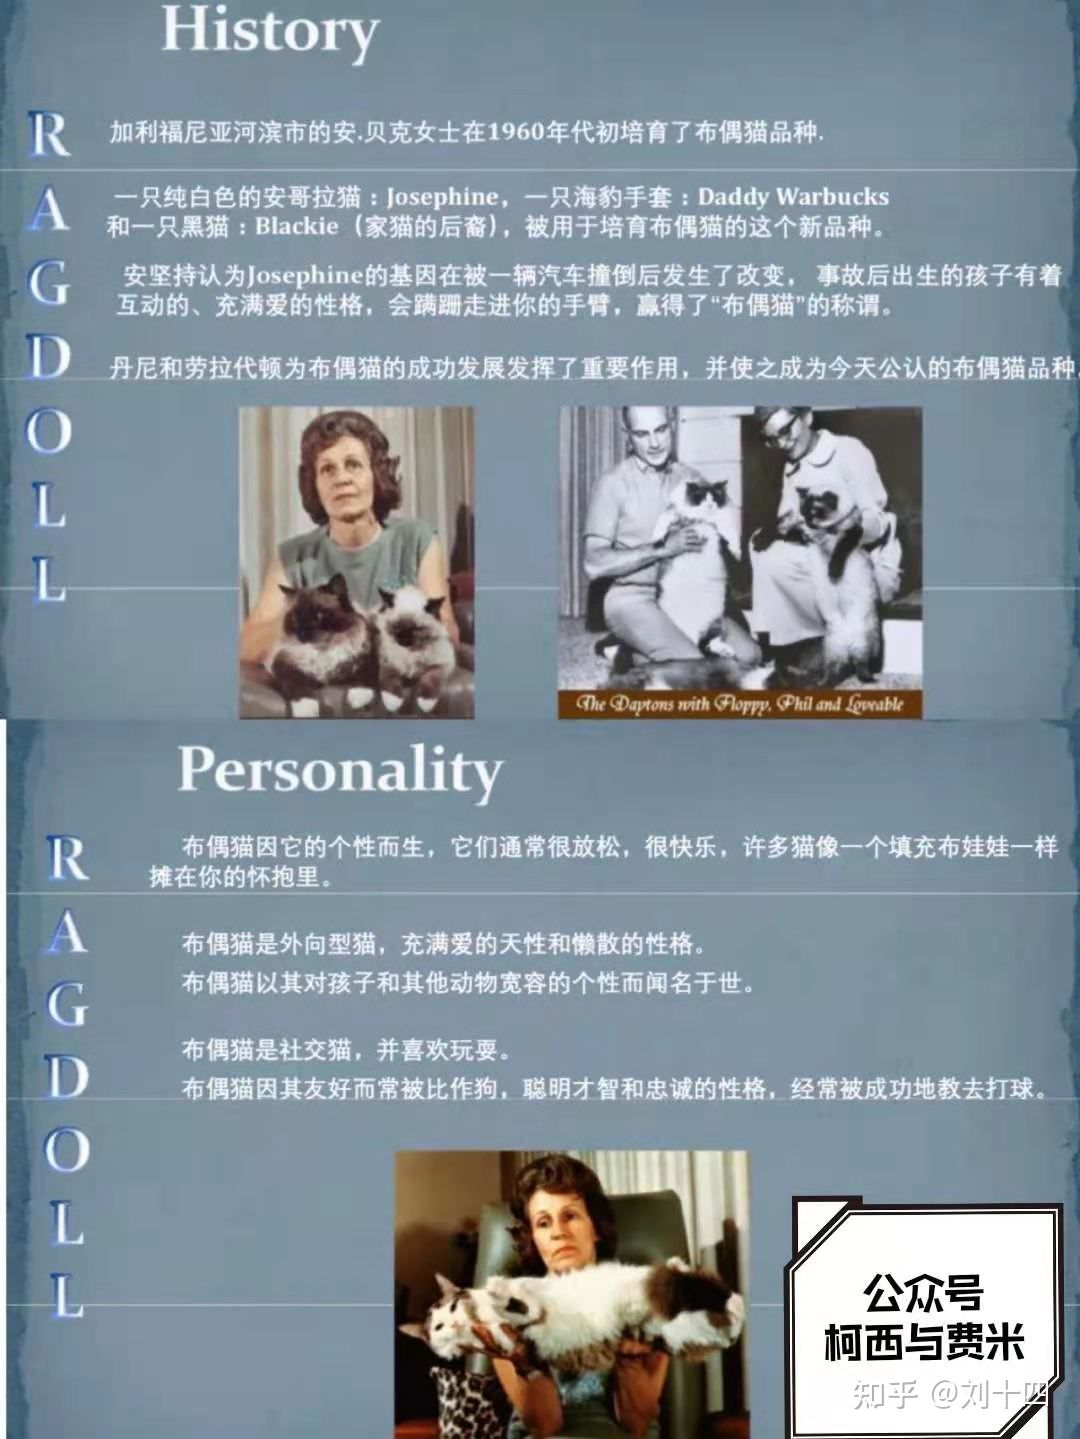 History
RAGDOLL
加利福尼亚河滨市的安.贝克女士在1960年代初培育了布偶猫品种.
一只纯白色的安哥拉猫：Josephine，一只海豹手套：Daddy Warbucks
和一只黑猫：Blackie（家猫的后裔），被用于培育布偶猫的这个新品种。
安坚持认为Josephine的基因在被一辆汽车撞倒后发生了改变， 事故后出生的孩子有着
互动的、充满爱的性格，会蹒跚走进你的手臂，赢得了“布偶猫”的称谓。
丹尼和劳拉代顿为布偶猫的成功发展发挥了重要作用，并使之成为今天公认的布偶猫品种.
The Daytons with Floppy, Phil and Loveable
Personality
RAGDOLL
布偶猫因它的个性而生，它们通常很放松，很快乐，许多猫像一个填充布娃娃一样
摊在你的怀抱里。
布偶猫是外向型猫，充满爱的天性和懒散的性格。
布偶猫以其对孩子和其他动物宽容的个性而闻名于世。
布偶猫是社交猫，并喜欢玩耍。
布偶猫因其友好而常被比作狗，聪明才智和忠诚的性格，经常被成功地教去打球。
公众号
柯西与费米
知乎 @刘十四